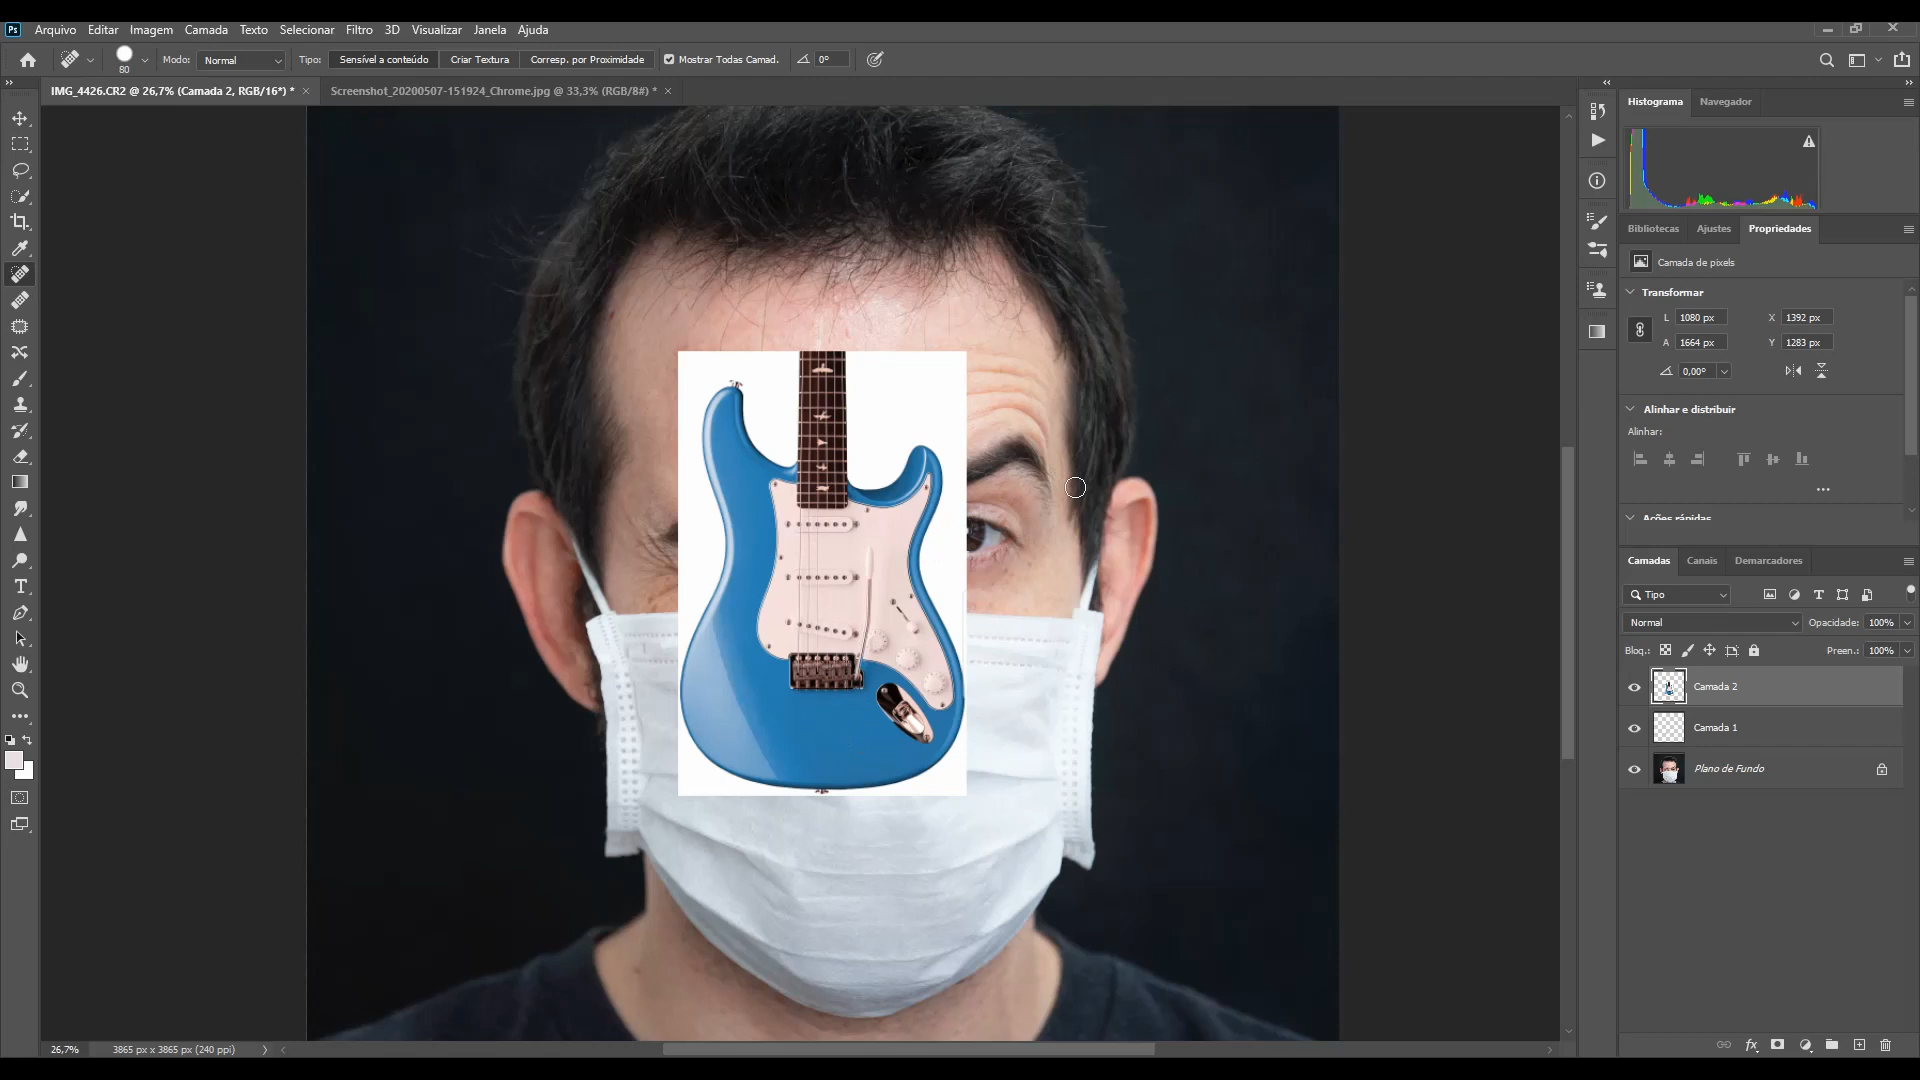 Ps Arquivo Editar Imagem Camada Texto Selecionar Filtro 3D Visualizar Janela Ajuda
80 Modo: Normal Tipo: Sensível a conteúdo Criar Textura Corresp. por Proximidade Mostrar Todas Camad. 0°
IMG_4426.CR2 @ 26,7% (Camada 2, RGB/16*) * × Screenshot_20200507-151924_Chrome.jpg @ 33,3% (RGB/8#) * ×
Histograma Navegador
Bibliotecas Ajustes Propriedades
Camada de pixels
Transformar
L 1080 px X 1392 px
A 1664 px Y 1283 px
0,00°
Alinhar e distribuir
Alinhar:
Ações rápidas
Camadas Canais Demarcadores
Tipo
Normal Opacidade: 100%
Bloq.: Preen.: 100%
Camada 2
Camada 1
Plano de Fundo
26,7% 3865 px x 3865 px (240 ppi)